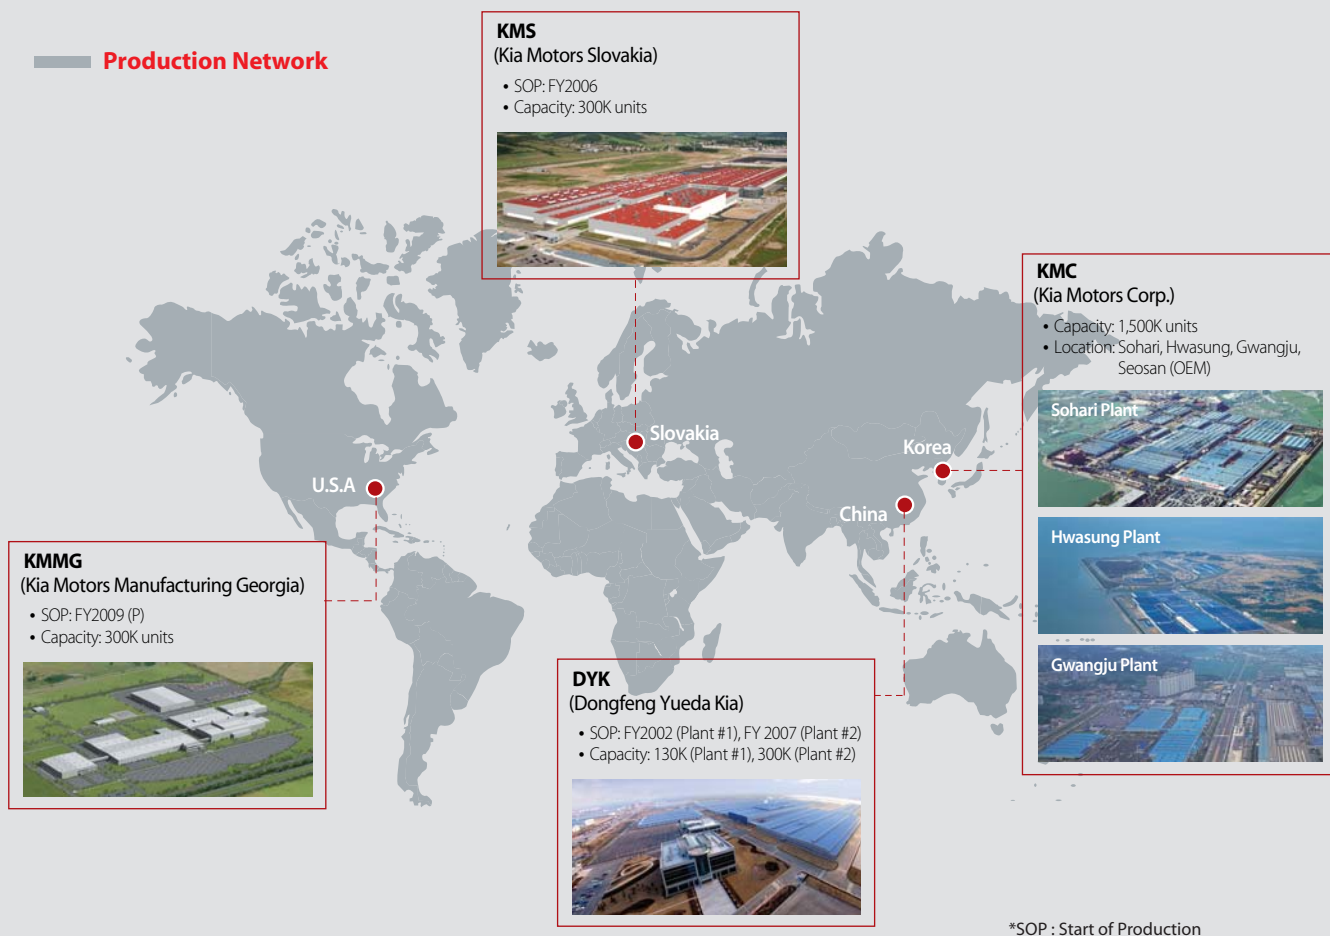 Production Network
KMS
(Kia Motors Slovakia)
• SOP: FY2006
• Capacity: 300K units
KMC
(Kia Motors Corp.)
• Capacity: 1,500K units
• Location: Sohari, Hwasung, Gwangju,
Seosan (OEM)
Sohari Plant
Hwasung Plant
Gwangju Plant
Slovakia
Korea
U.S.A
China
KMMG
(Kia Motors Manufacturing Georgia)
• SOP: FY2009 (P)
• Capacity: 300K units
DYK
(Dongfeng Yueda Kia)
• SOP: FY2002 (Plant #1), FY 2007 (Plant #2)
• Capacity: 130K (Plant #1), 300K (Plant #2)
*SOP : Start of Production